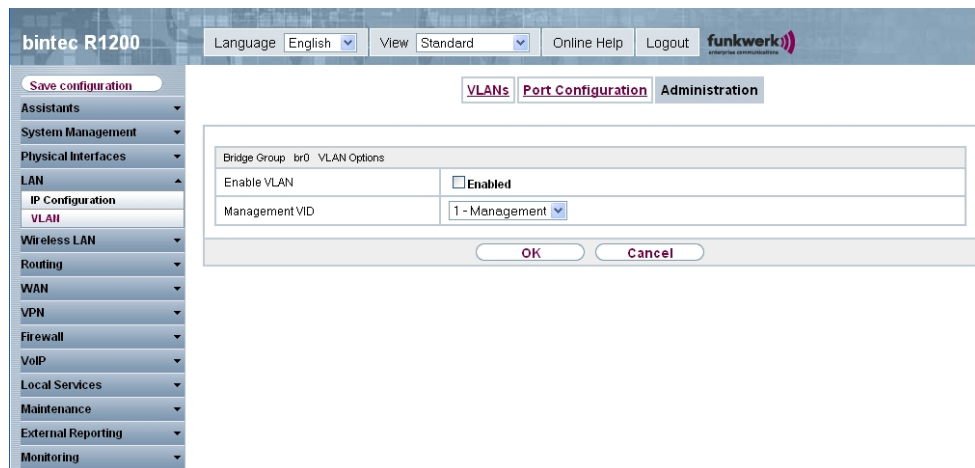 bintec R1200
Language English View Standard Online Help Logout funkwerk
enterprise communications
Save configuration
Assistants
System Management
Physical Interfaces
LAN
IP Configuration
VLAN
Wireless LAN
Routing
WAN
VPN
Firewall
VoIP
Local Services
Maintenance
External Reporting
Monitoring
VLANs Port Configuration Administration
Bridge Group br0 VLAN Options
Enable VLAN Enabled
Management VID 1 - Management
OK Cancel